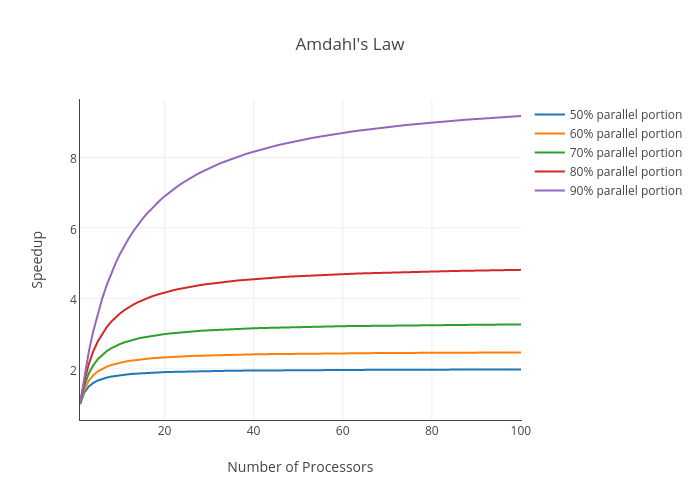 Amdahl's Law
50% parallel portion
60% parallel portion
70% parallel portion
80% parallel portion
90% parallel portion
8
6
4
2
Speedup
20 40 60 80 100
Number of Processors